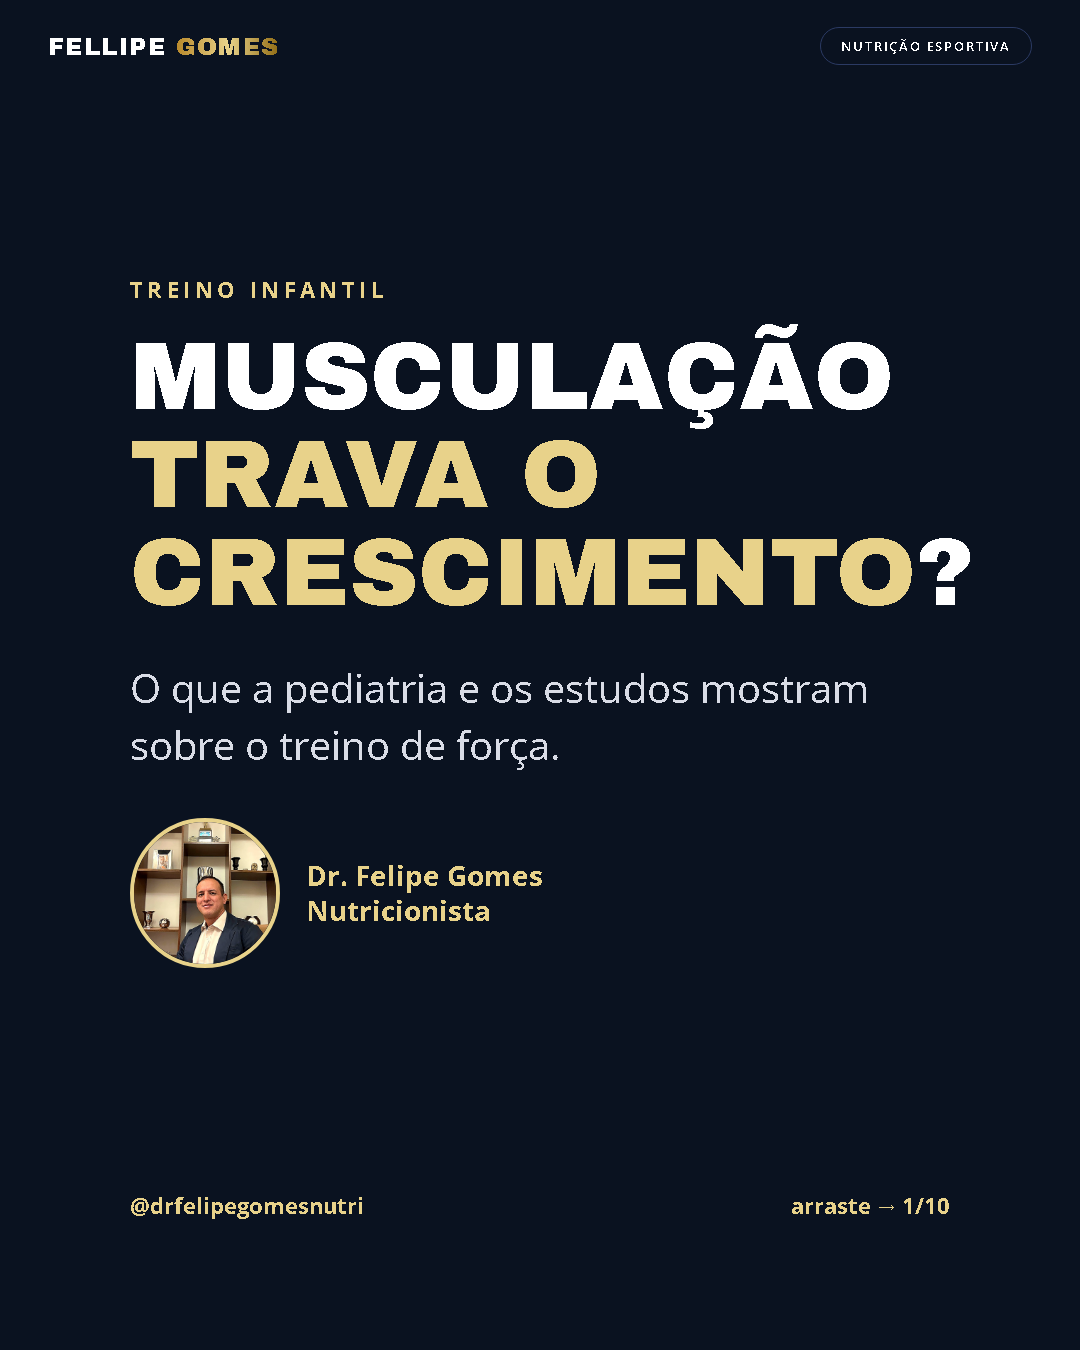 FELLIPE GOMES
NUTRIÇÃO ESPORTIVA
TREINO INFANTIL
MUSCULAÇÃO
TRAVA O
CRESCIMENTO?
O que a pediatria e os estudos mostram
sobre o treino de força.
Dr. Felipe Gomes
Nutricionista
@drfelipegomesnutri
arraste → 1/10